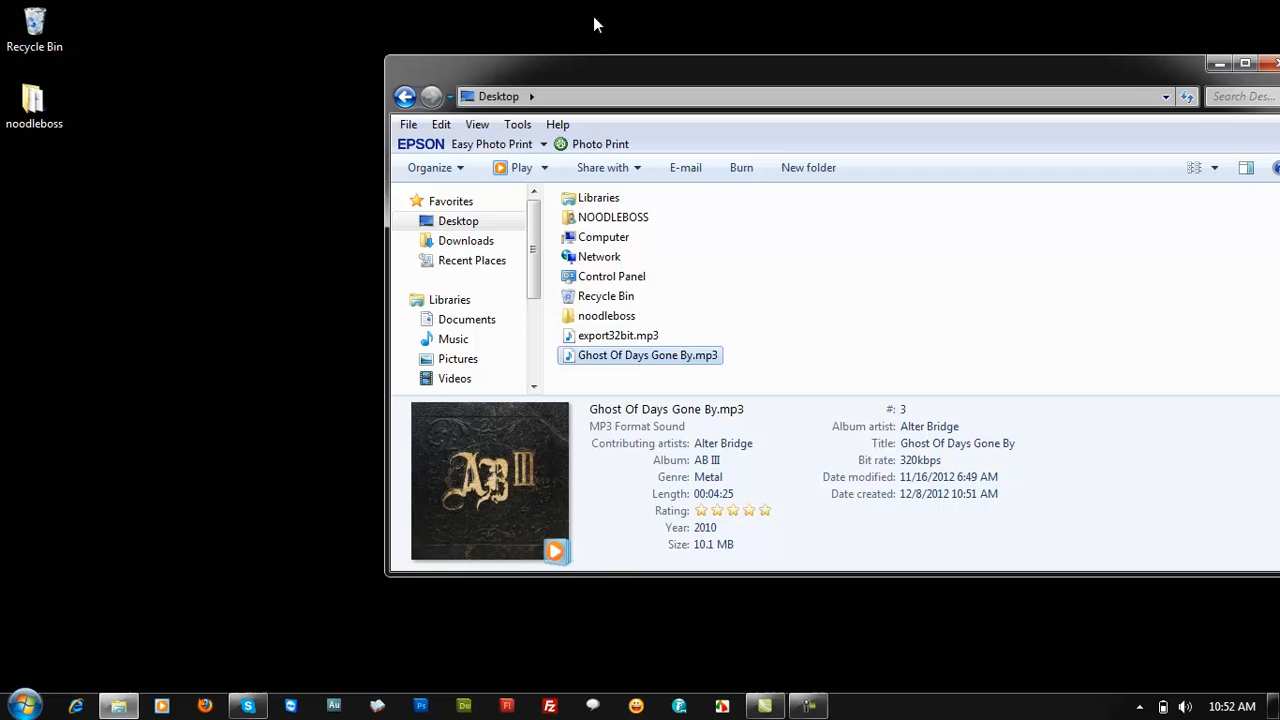 Recycle Bin
noodleboss
Desktop
Search Des...
File Edit View Tools Help
EPSON Easy Photo Print Photo Print
Organize Play Share with E-mail Burn New folder
Favorites
Desktop
Downloads
Recent Places
Libraries
Documents
Music
Pictures
Videos
Libraries
NOODLEBOSS
Computer
Network
Control Panel
Recycle Bin
noodleboss
export32bit.mp3
Ghost Of Days Gone By.mp3
AB III
Ghost Of Days Gone By.mp3
MP3 Format Sound
Contributing artists: Alter Bridge
Album: AB III
Genre: Metal
Length: 00:04:25
Rating:
Year: 2010
Size: 10.1 MB
#: 3
Album artist: Alter Bridge
Title: Ghost Of Days Gone By
Bit rate: 320kbps
Date modified: 11/16/2012 6:49 AM
Date created: 12/8/2012 10:51 AM
Au
Ps
Dw
Fl
Fz
10:52 AM